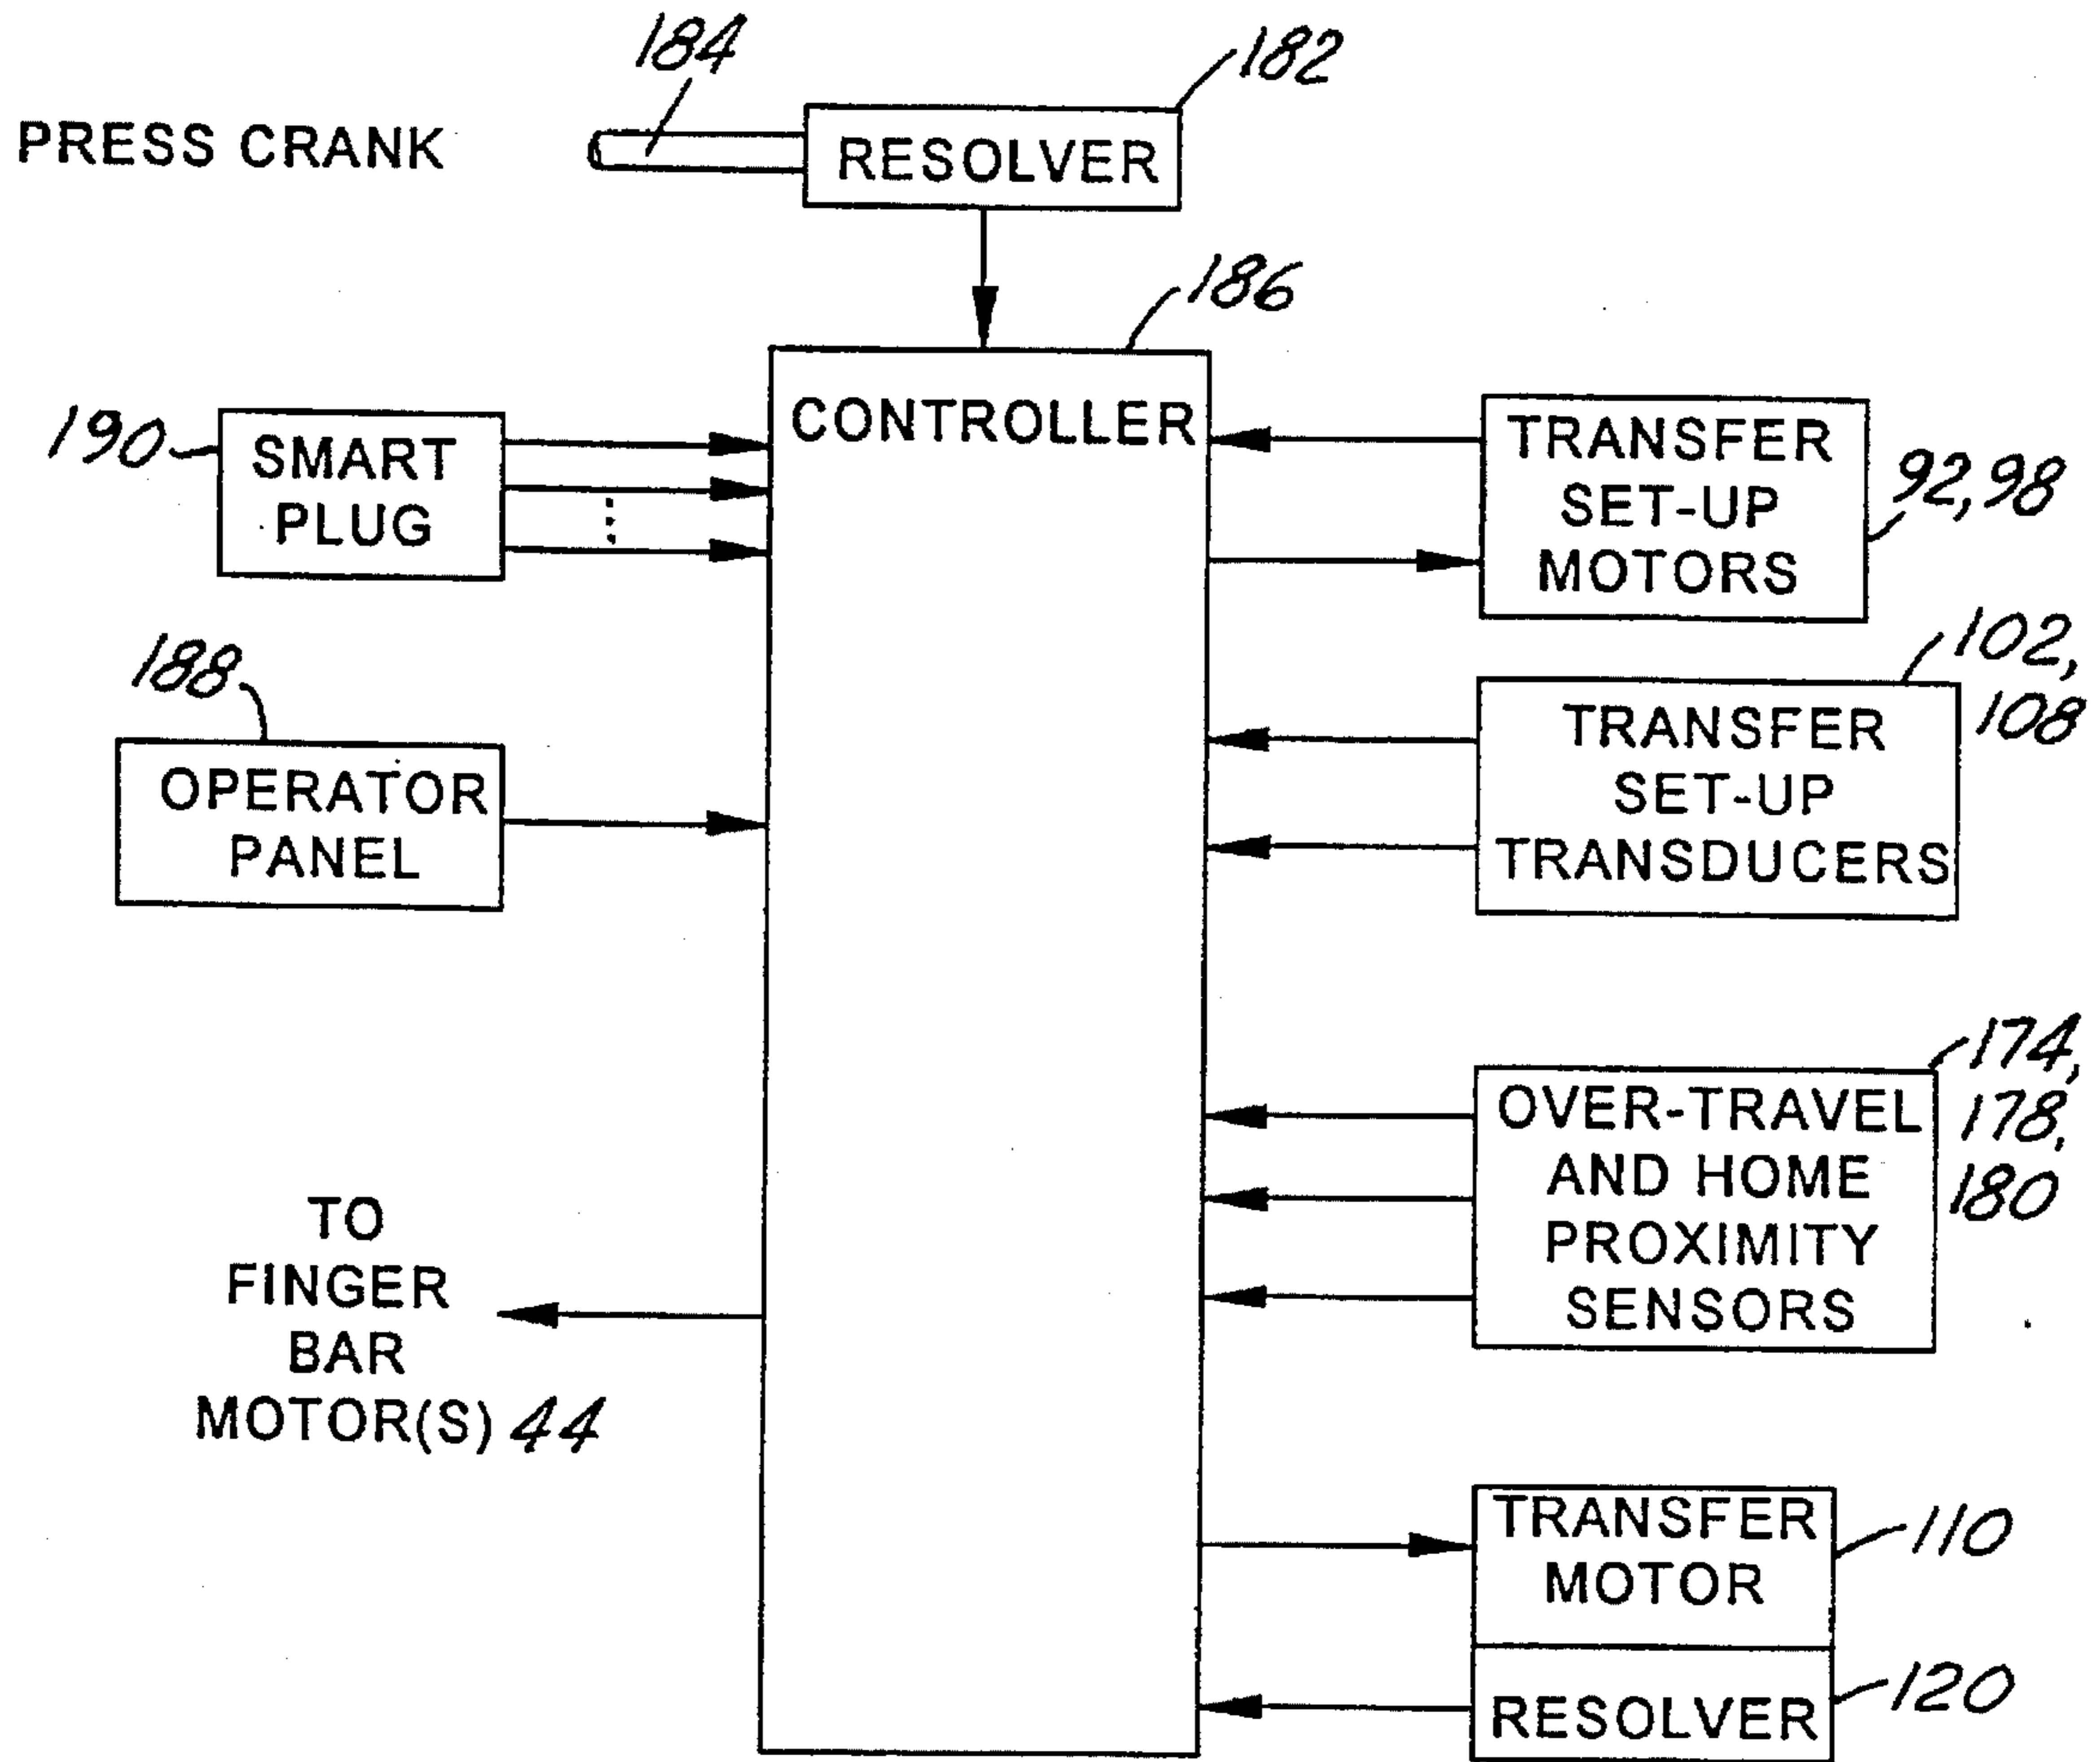 184
182
PRESS CRANK
RESOLVER
186
CONTROLLER
190
SMART
PLUG
TRANSFER
SET-UP
MOTORS
92, 98
188
OPERATOR
PANEL
102,
108
TRANSFER
SET-UP
TRANSDUCERS
174,
178,
180
OVER-TRAVEL
AND HOME
PROXIMITY
SENSORS
TO
FINGER
BAR
MOTOR(S) 44
TRANSFER
MOTOR
110
RESOLVER
120